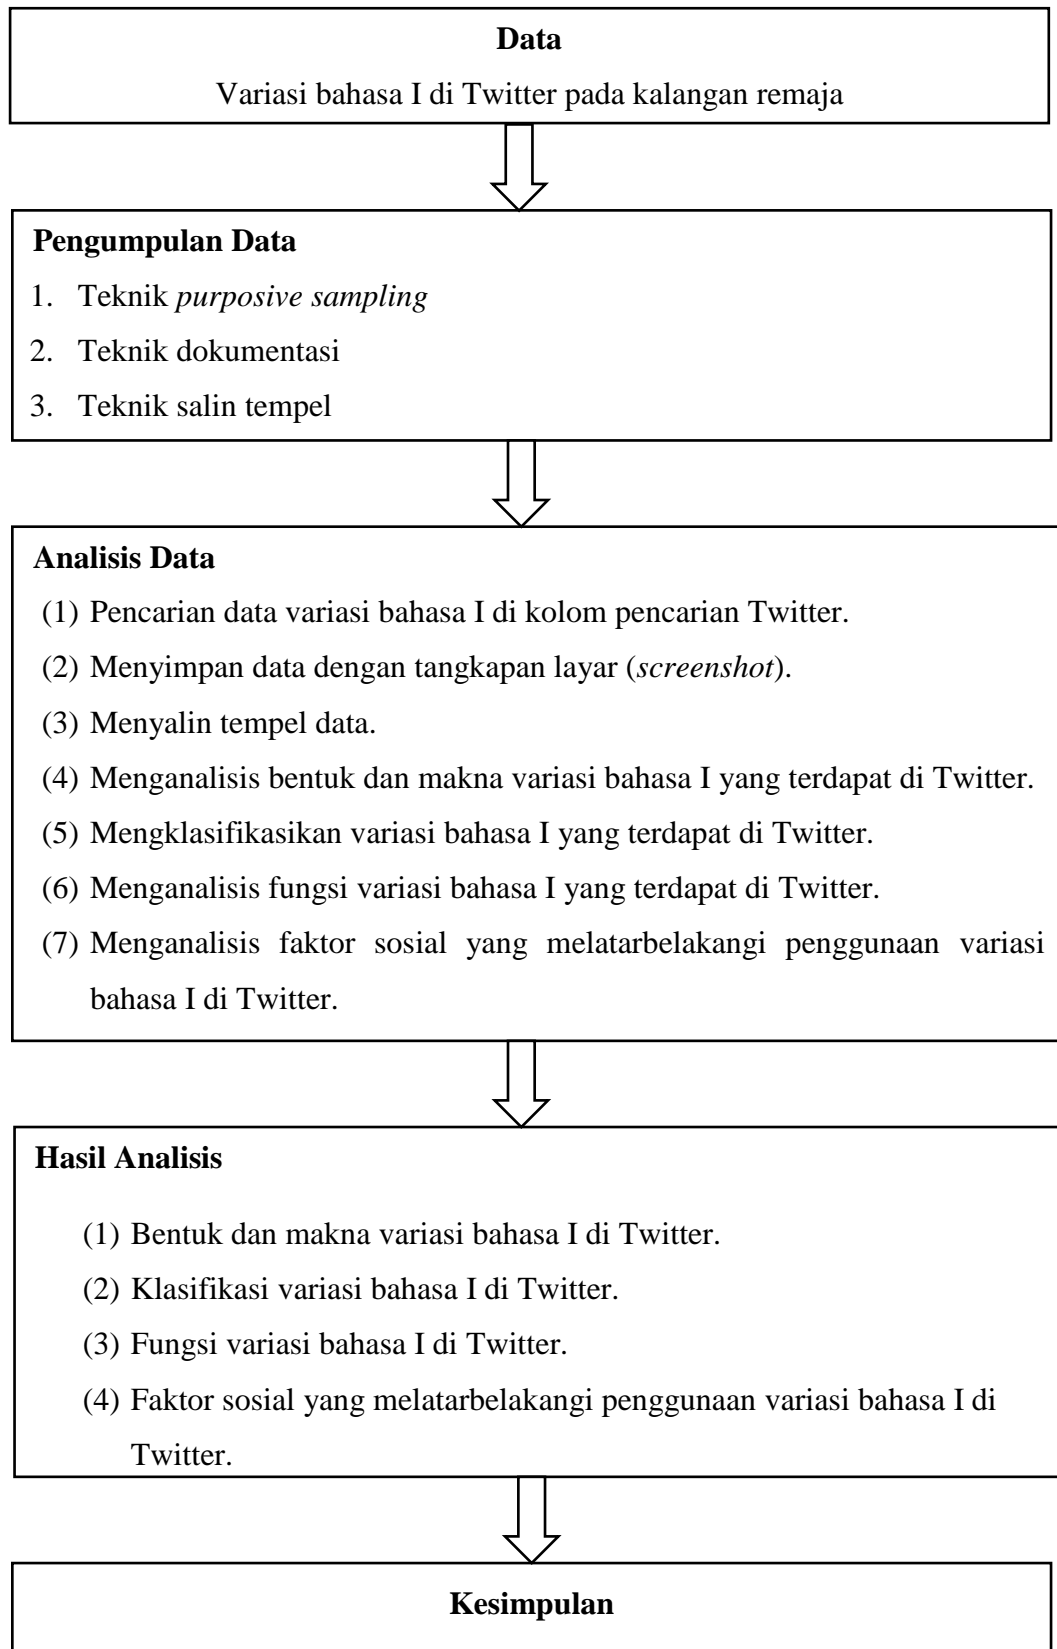 Data
Variasi bahasa I di Twitter pada kalangan remaja
Pengumpulan Data
1. Teknik purposive sampling
2. Teknik dokumentasi
3. Teknik salin tempel
Analisis Data
(1) Pencarian data variasi bahasa I di kolom pencarian Twitter.
(2) Menyimpan data dengan tangkapan layar (screenshot).
(3) Menyalin tempel data.
(4) Menganalisis bentuk dan makna variasi bahasa I yang terdapat di Twitter.
(5) Mengklasifikasikan variasi bahasa I yang terdapat di Twitter.
(6) Menganalisis fungsi variasi bahasa I yang terdapat di Twitter.
(7) Menganalisis faktor sosial yang melatarbelakangi penggunaan variasi
bahasa I di Twitter.
Hasil Analisis
(1) Bentuk dan makna variasi bahasa I di Twitter.
(2) Klasifikasi variasi bahasa I di Twitter.
(3) Fungsi variasi bahasa I di Twitter.
(4) Faktor sosial yang melatarbelakangi penggunaan variasi bahasa I di
Twitter.
Kesimpulan